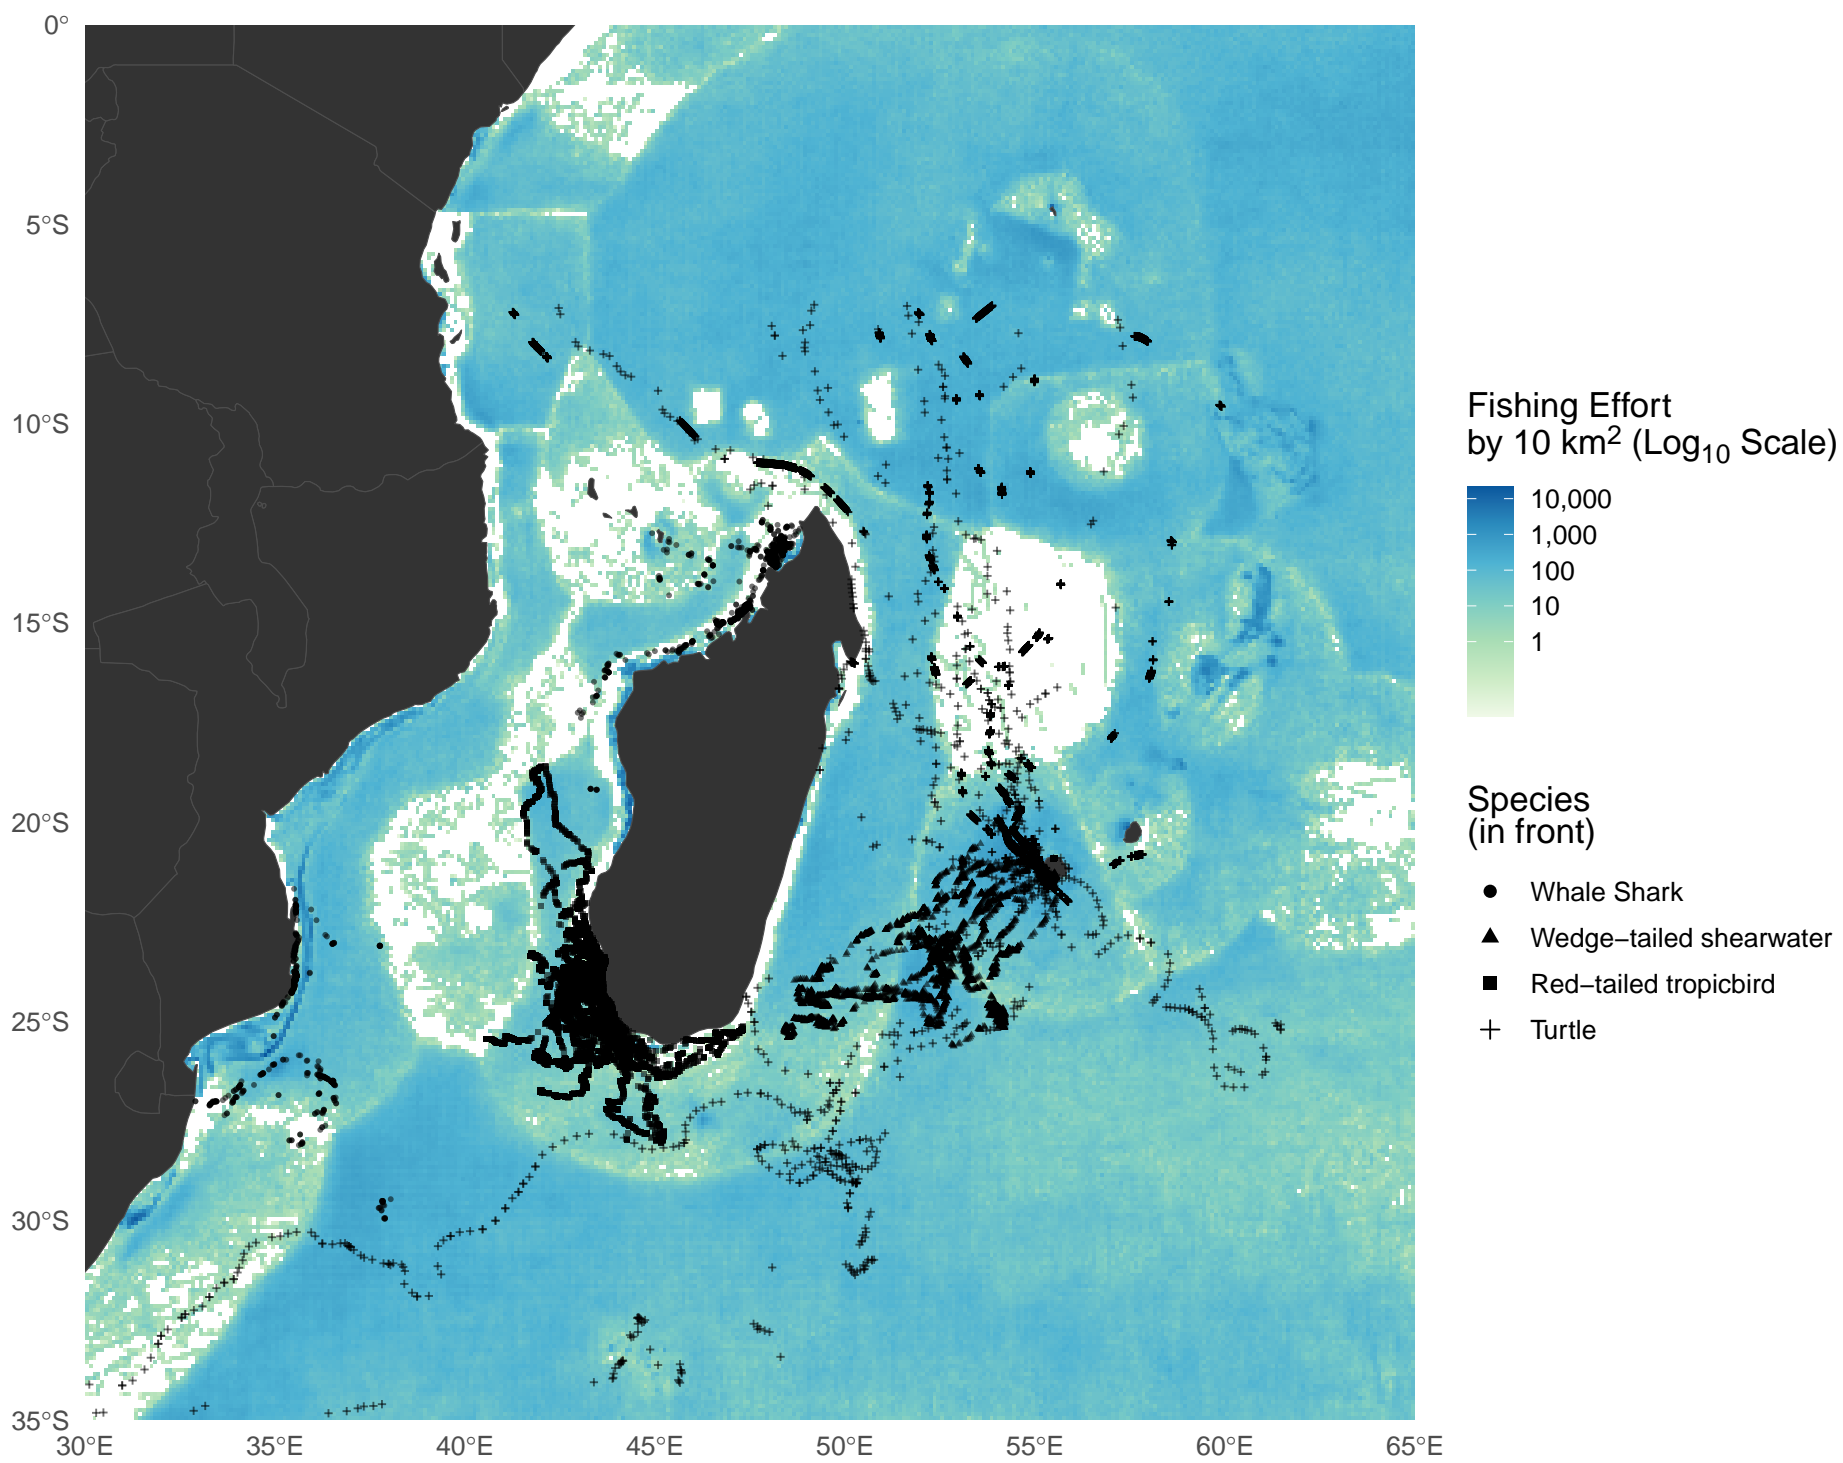 0°
5°S
10°S
15°S
20°S
25°S
30°S
35°S
30°E 35°E 40°E 45°E 50°E 55°E 60°E 65°E
Fishing Effort
by 10 km² (Log₁₀ Scale)
10,000
1,000
100
10
1
Species
(in front)
Whale Shark
Wedge−tailed shearwater
Red−tailed tropicbird
Turtle